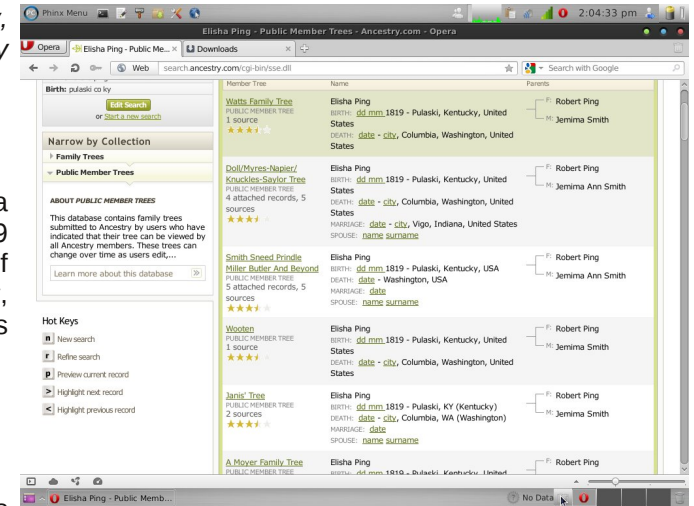 r,
y
a
9
f
,
s
Phinx Menu
2:04:33 pm
Elisha Ping - Public Member Trees - Ancestry.com - Opera
Opera
Elisha Ping - Public Me...
Downloads
Web
search.ancestry.com/cgi-bin/sse.dll
Search with Google
Birth: pulaski co ky
Edit Search
or Start a new search
Narrow by Collection
Family Trees
Public Member Trees
ABOUT PUBLIC MEMBER TREES
This database contains family trees
submitted to Ancestry by users who have
indicated that their tree can be viewed by
all Ancestry members. These trees can
change over time as users edit,...
Learn more about this database
Hot Keys
n New search
r Refine search
p Preview current record
> Highlight next record
< Highlight previous record
Member Tree Name Parents
Watts Family Tree
PUBLIC MEMBER TREE
1 source
Elisha Ping
BIRTH: dd mm 1819 - Pulaski, Kentucky, United
States
DEATH: date - city, Columbia, Washington, United
States
F: Robert Ping
M: Jemima Smith
Doll/Myres-Napier/
Knuckles-Saylor Tree
PUBLIC MEMBER TREE
4 attached records, 5
sources
Elisha Ping
BIRTH: dd mm 1819 - Pulaski, Kentucky, United
States
DEATH: date - city, Columbia, Washington, United
States
MARRIAGE: date - city, Vigo, Indiana, United States
SPOUSE: name surname
F: Robert Ping
M: Jemima Ann Smith
Smith Sneed Prindle
Miller Butler And Beyond
PUBLIC MEMBER TREE
5 attached records, 5
sources
Elisha Ping
BIRTH: dd mm 1819 - Pulaski, Kentucky, USA
DEATH: date - Washington, USA
MARRIAGE: date
SPOUSE: name surname
F: Robert Ping
M: Jemima Ann Smith
Wooten
PUBLIC MEMBER TREE
1 source
Elisha Ping
BIRTH: dd mm 1819 - Pulaski, Kentucky, United
States
DEATH: date - city, Columbia, Washington, United
States
F: Robert Ping
M: Jemima Smith
Janis' Tree
PUBLIC MEMBER TREE
2 sources
Elisha Ping
BIRTH: dd mm 1819 - Pulaski, KY (Kentucky)
DEATH: date - city, Columbia, WA (Washington)
MARRIAGE: date
SPOUSE: name surname
F: Robert Ping
M: Jemima Smith
A Moyer Family Tree
PUBLIC MEMBER TREE
Elisha Ping
BIRTH: dd mm 1819 - Pulaski, Kentucky, United
F: Robert Ping
Elisha Ping - Public Memb...
No Data